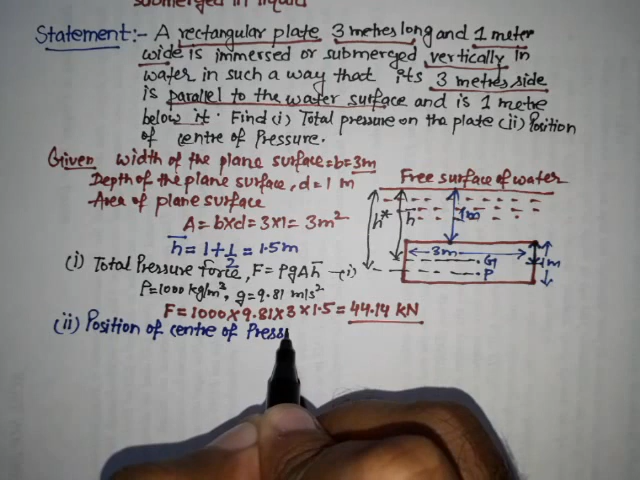 submerged in liquid
Statement:- A rectangular plate 3 metres long and 1 meter
wide is immersed or submerged vertically in
water in such a way that its 3 metres side
is parallel to the water surface and is 1 metre
below it. Find (i) Total pressure on the plate (ii) Position
of centre of Pressure.
Given width of the plane surface = b = 3m
Depth of the plane surface, d = 1 m
Area of plane surface
A = b×d = 3×1 = 3m²
h̄ = 1 + 1/2 = 1.5m
(i) Total Pressure force, F = ρgAh̄ —(i)
ρ=1000 kg/m³, g = 9.81 m/s²
F = 1000×9.81×3×1.5 = 44.14 kN
(ii) Position of centre of Press
Free surface of water
h*
h̄
1m
3m
G
P
1m